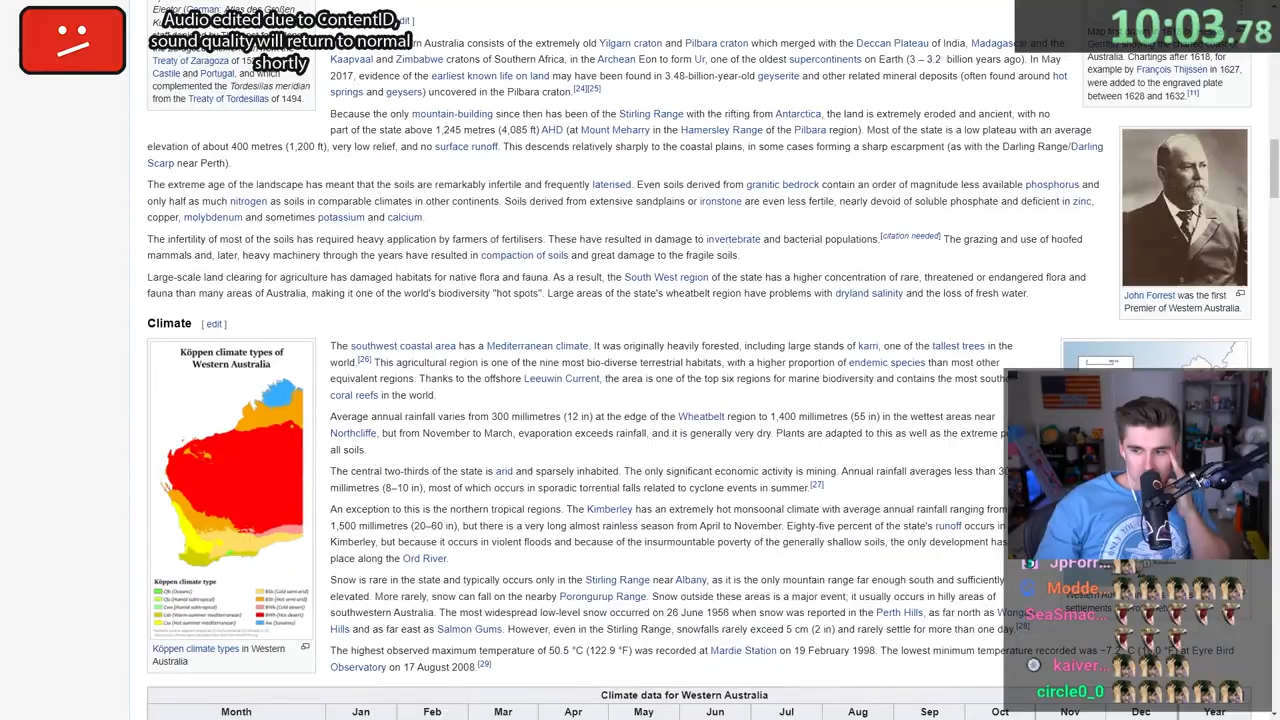 Audio edited due to ContentID,
sound quality will return to normal
shortly
10:03.78
Elector (German: Atlas des Großen
Treaty of Zaragoza of
Castile and Portugal, and which
complemented the Tordesillas meridian
from the Treaty of Tordesillas of 1494.
edit ]
Australia consists of the extremely old Yilgarn craton and Pilbara craton which merged with the Deccan Plateau of India, Madagascar and the
Kaapvaal and Zimbabwe cratons of Southern Africa, in the Archean Eon to form Ur, one of the oldest supercontinents on Earth (3 – 3.2 billion years ago). In May
2017, evidence of the earliest known life on land may have been found in 3.48-billion-year-old geyserite and other related mineral deposits (often found around hot
springs and geysers) uncovered in the Pilbara craton.[24][25]
Map first drawn
Australia. Chartings after 1618, for
example by François Thijssen in 1627,
were added to the engraved plate
between 1628 and 1632.[11]
Because the only mountain-building since then has been of the Stirling Range with the rifting from Antarctica, the land is extremely eroded and ancient, with no
part of the state above 1,245 metres (4,085 ft) AHD (at Mount Meharry in the Hamersley Range of the Pilbara region). Most of the state is a low plateau with an average
elevation of about 400 metres (1,200 ft), very low relief, and no surface runoff. This descends relatively sharply to the coastal plains, in some cases forming a sharp escarpment (as with the Darling Range/Darling
Scarp near Perth).
The extreme age of the landscape has meant that the soils are remarkably infertile and frequently laterised. Even soils derived from granitic bedrock contain an order of magnitude less available phosphorus and
only half as much nitrogen as soils in comparable climates in other continents. Soils derived from extensive sandplains or ironstone are even less fertile, nearly devoid of soluble phosphate and deficient in zinc,
copper, molybdenum and sometimes potassium and calcium.
The infertility of most of the soils has required heavy application by farmers of fertilisers. These have resulted in damage to invertebrate and bacterial populations.[citation needed] The grazing and use of hoofed
mammals and, later, heavy machinery through the years have resulted in compaction of soils and great damage to the fragile soils.
Large-scale land clearing for agriculture has damaged habitats for native flora and fauna. As a result, the South West region of the state has a higher concentration of rare, threatened or endangered flora and
fauna than many areas of Australia, making it one of the world's biodiversity "hot spots". Large areas of the state's wheatbelt region have problems with dryland salinity and the loss of fresh water.
John Forrest was the first
Premier of Western Australia.
Climate [ edit ]
Köppen climate types of
Western Australia
Köppen climate type
Köppen climate types in Western
Australia
The southwest coastal area has a Mediterranean climate. It was originally heavily forested, including large stands of karri, one of the tallest trees in the
world.[26] This agricultural region is one of the nine most bio-diverse terrestrial habitats, with a higher proportion of endemic species than most other
equivalent regions. Thanks to the offshore Leeuwin Current, the area is one of the top six regions for marine biodiversity and contains the most
coral reefs in the world.
Average annual rainfall varies from 300 millimetres (12 in) at the edge of the Wheatbelt region to 1,400 millimetres (55 in) in the wettest areas near
Northcliffe, but from November to March, evaporation exceeds rainfall, and it is generally very dry. Plants are adapted to this as well as the extreme
all soils.
The central two-thirds of the state is arid and sparsely inhabited. The only significant economic activity is mining. Annual rainfall averages less than
millimetres (8–10 in), most of which occurs in sporadic torrential falls related to cyclone events in summer.[27]
An exception to this is the northern tropical regions. The Kimberley has an extremely hot monsoonal climate with average annual rainfall ranging from
1,500 millimetres (20–60 in), but there is a very long almost rainless season from April to November. Eighty-five percent of the state's runoff occurs in
Kimberley, but because it occurs in violent floods and because of the insurmountable poverty of the generally shallow soils, the only development has
place along the Ord River.
Snow is rare in the state and typically occurs only in the Stirling Range near Albany, as it is the only mountain range far enough south and sufficiently
elevated. More rarely, snow can fall on the nearby Porongurup Range. Snow outside these areas is a major event; it usually occurs in hilly areas of
southwestern Australia. The most widespread low-level snow occurred on 26 June 1956 when snow was reported in the Perth Hills, as far north as
Hills and as far east as Salmon Gums. However, even in the Stirling Range, snowfalls rarely exceed 5 cm (2 in) and rarely settle for more than one day.[28]
The highest observed maximum temperature of 50.5 °C (122.9 °F) was recorded at Mardie Station on 19 February 1998. The lowest minimum temperature recorded was at Eyre Bird
Observatory on 17 August 2008.[29]
Modde...
SeaSmac...
kaiver...
circle0_0
Climate data for Western Australia
Month Jan Feb Mar Apr May Jun Jul Aug Sep Oct Nov Dec Year